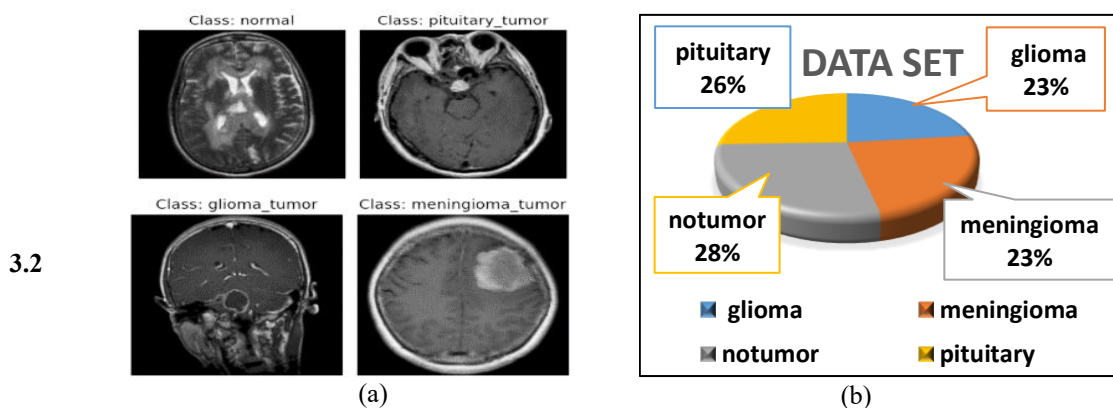 3.2
Class: normal
Class: pituitary_tumor
Class: glioma_tumor
Class: meningioma_tumor
(a)
DATA SET
pituitary
26%
glioma
23%
notumor
28%
meningioma
23%
glioma
meningioma
notumor
pituitary
(b)